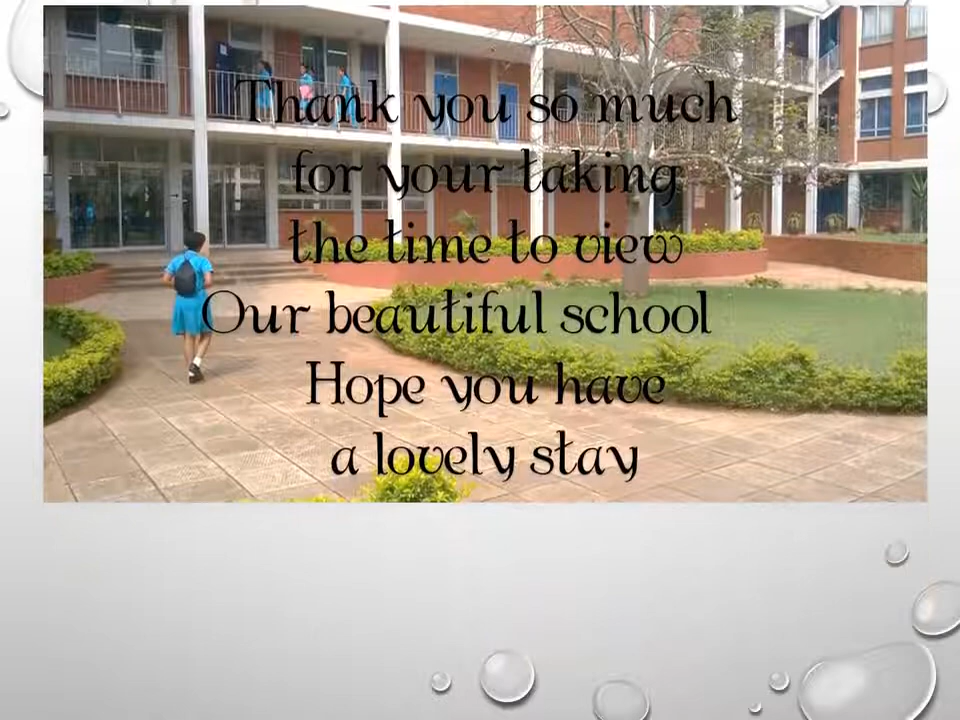 Thank you so much
for your taking
the time to view
Our beautiful school
Hope you have
a lovely stay